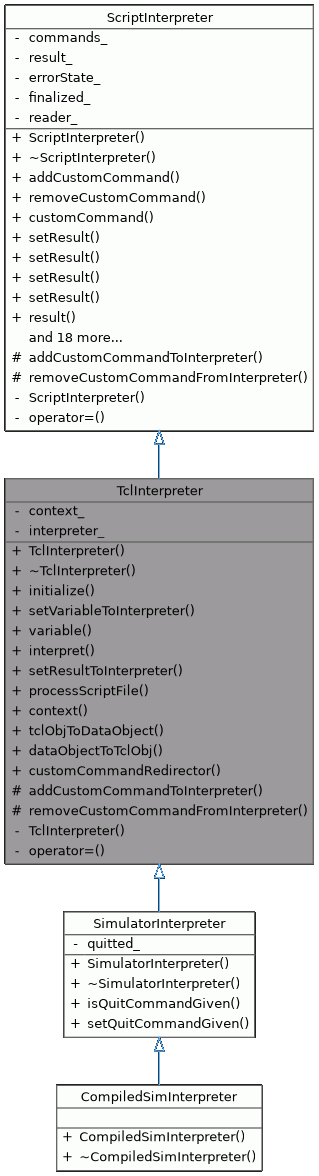 ScriptInterpreter
- commands_
- result_
- errorState_
- finalized_
- reader_
+ ScriptInterpreter()
+ ~ScriptInterpreter()
+ addCustomCommand()
+ removeCustomCommand()
+ customCommand()
+ setResult()
+ setResult()
+ setResult()
+ setResult()
+ result()
and 18 more...
# addCustomCommandToInterpreter()
# removeCustomCommandFromInterpreter()
- ScriptInterpreter()
- operator=()
TclInterpreter
- context_
- interpreter_
+ TclInterpreter()
+ ~TclInterpreter()
+ initialize()
+ setVariableToInterpreter()
+ variable()
+ interpret()
+ setResultToInterpreter()
+ processScriptFile()
+ context()
+ tclObjToDataObject()
+ dataObjectToTclObj()
+ customCommandRedirector()
# addCustomCommandToInterpreter()
# removeCustomCommandFromInterpreter()
- TclInterpreter()
- operator=()
SimulatorInterpreter
- quitted_
+ SimulatorInterpreter()
+ ~SimulatorInterpreter()
+ isQuitCommandGiven()
+ setQuitCommandGiven()
CompiledSimInterpreter
+ CompiledSimInterpreter()
+ ~CompiledSimInterpreter()